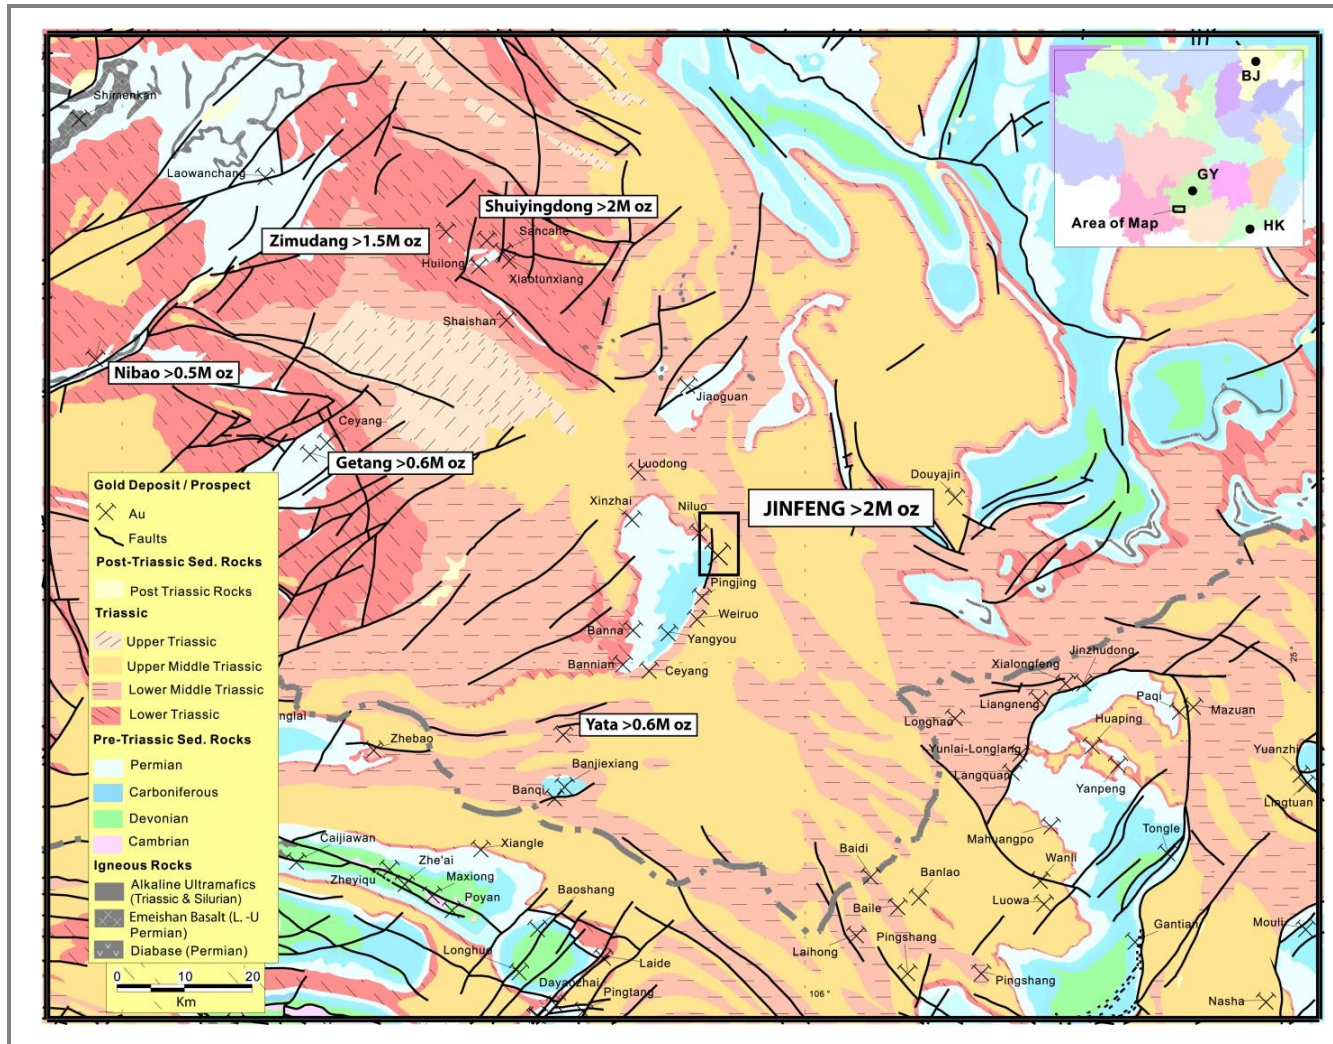 BJ
GY
Area of Map
HK
Shimenkan
Laowanchang
Shuiyingdong >2M oz
Zimudang >1.5M oz
Sancahe
Huilong
Xiaotunxiang
Shaishan
Nibao >0.5M oz
Jiaoguan
Ceyang
Getang >0.6M oz
Luodong
Douyajin
Xinzhai
Niluo
JINFENG >2M oz
Pingjing
Weiruo
Banna
Yangyou
Bannian
Ceyang
Jinzhudong
Xialongfeng
25 °
Liangneng
Paqi
Mazuan
Longhao
Huaping
Yata >0.6M oz
nglai
Zhebao
Yunlai-Longlang
Yuanzhi
Langquan
Banjiexiang
Banqi
Yanpeng
Lingtuan
Mahuangpo
Tongle
Caijiawan
Xiangle
Baidi
Wanli
Zhe'ai
Zheyiqu
Maxiong
Banlao
Baoshang
Poyan
Baile
Luowa
Gantian
Mouli
Longhuo
Laihong
Pingshang
Laide
Dayaozhai
Pingshang
Pingtang
106 °
Nasha
Gold Deposit / Prospect
Au
Faults
Post-Triassic Sed. Rocks
Post Triassic Rocks
Triassic
Upper Triassic
Upper Middle Triassic
Lower Middle Triassic
Lower Triassic
Pre-Triassic Sed. Rocks
Permian
Carboniferous
Devonian
Cambrian
Igneous Rocks
Alkaline Ultramafics
(Triassic & Silurian)
Emeishan Basalt (L. -U
Permian)
Diabase (Permian)
0 10 20
Km